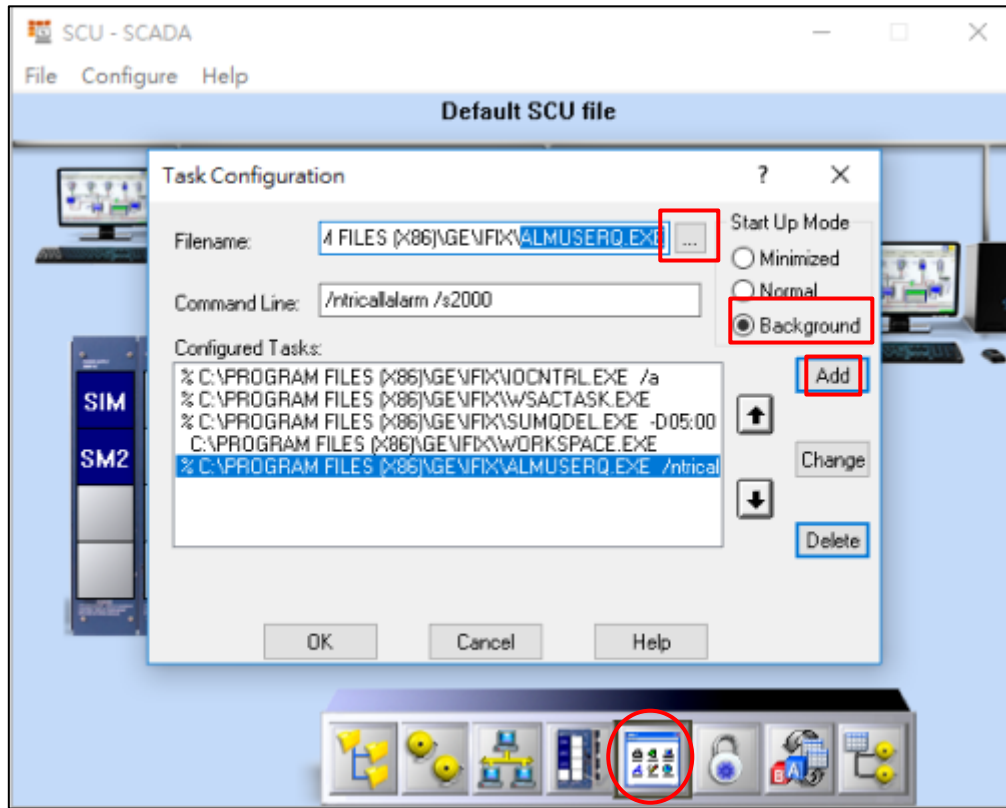 SCU - SCADA
File Configure Help
Default SCU file
Task Configuration
Filename: FILES (X86)\GE\IFIX\ALMUSERQ.EXE ...
Command Line: /ntricallalarm /s2000
Start Up Mode
Minimized
Normal
Background
Configured Tasks:
% C:\PROGRAM FILES (X86)\GE\IFIX\IOCNTRL.EXE /a
% C:\PROGRAM FILES (X86)\GE\IFIX\WSACTASK.EXE
% C:\PROGRAM FILES (X86)\GE\IFIX\SUMQDEL.EXE -D05:00
C:\PROGRAM FILES (X86)\GE\IFIX\WORKSPACE.EXE
% C:\PROGRAM FILES (X86)\GE\IFIX\ALMUSERQ.EXE /ntrical
Add
Change
Delete
OK Cancel Help
SIM
SM2